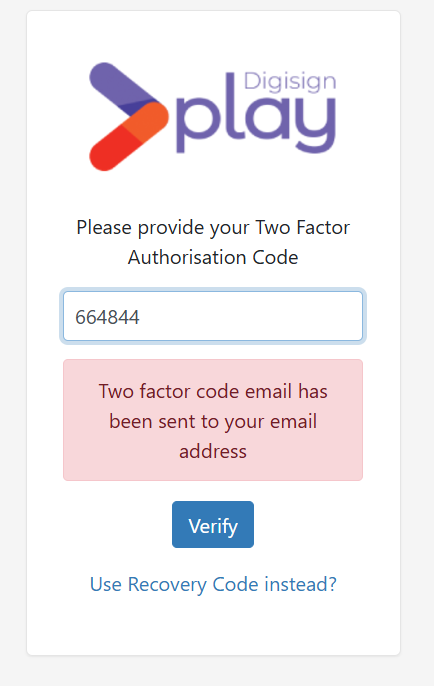 Digisign
play
Please provide your Two Factor
Authorisation Code
664844
Two factor code email has
been sent to your email
address
Verify
Use Recovery Code instead?